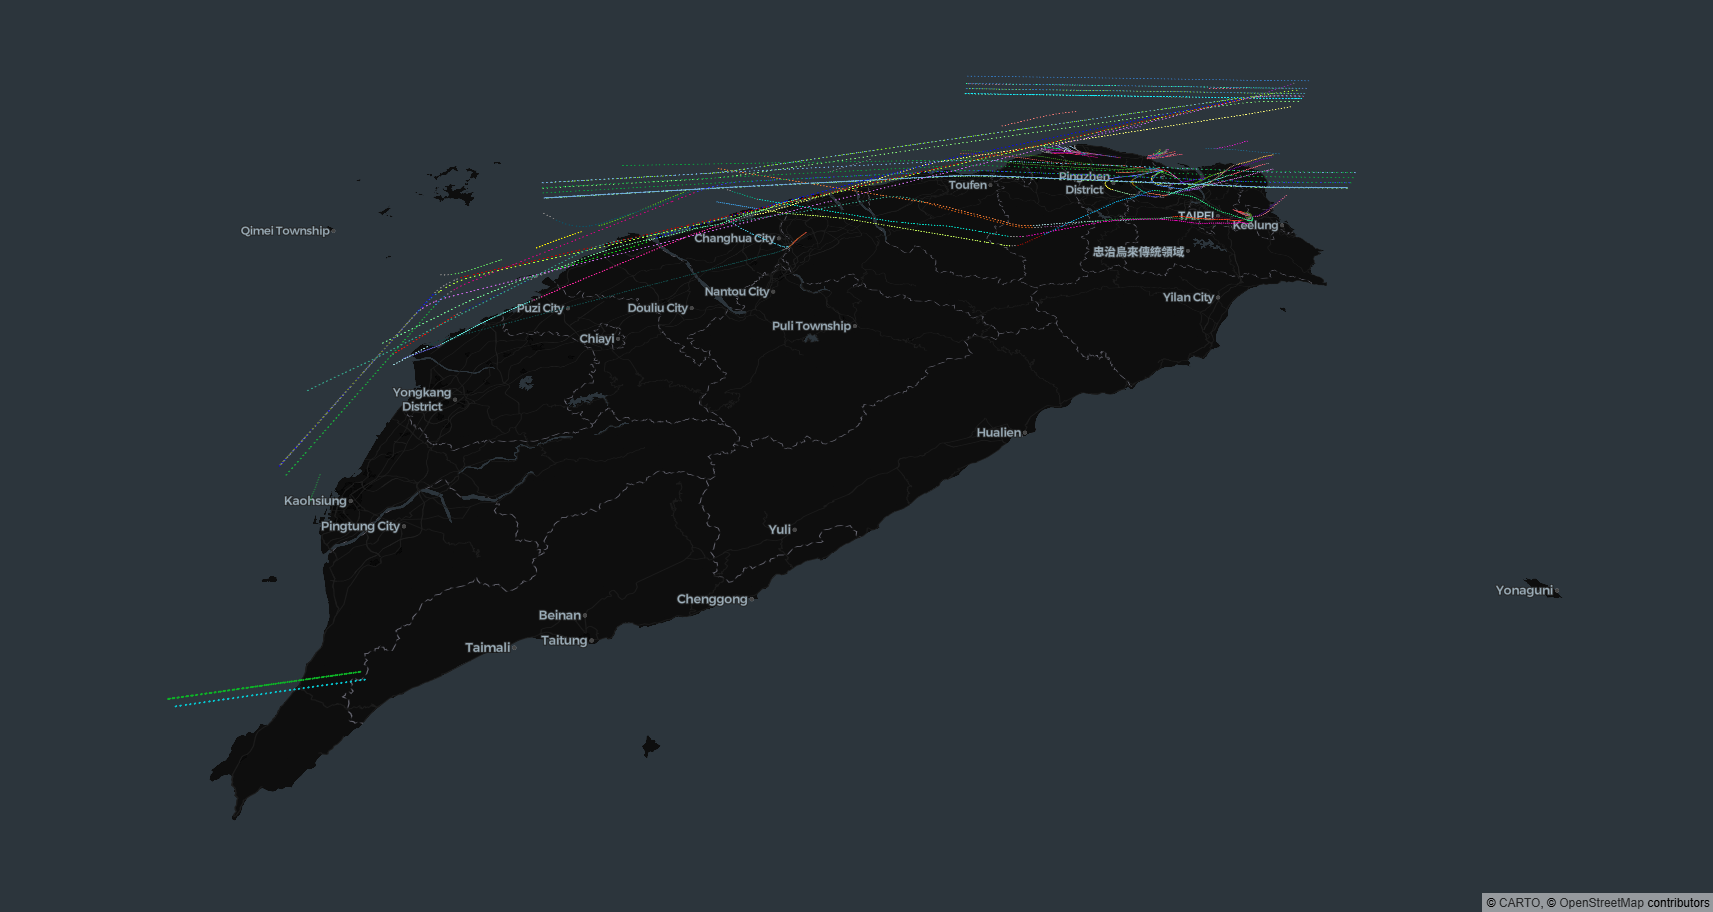 Toufen
Pingzhen
District
TAIPEI
Keelung
Qimei Township
Changhua City
忠治烏來傳統領域
Nantou City
Yilan City
Puzi City
Douliu City
Puli Township
Chiayi
Yongkang
District
Hualien
Kaohsiung
Pingtung City
Yuli
Yonaguni
Chenggong
Beinan
Taitung
Taimali
© CARTO, © OpenStreetMap contributors